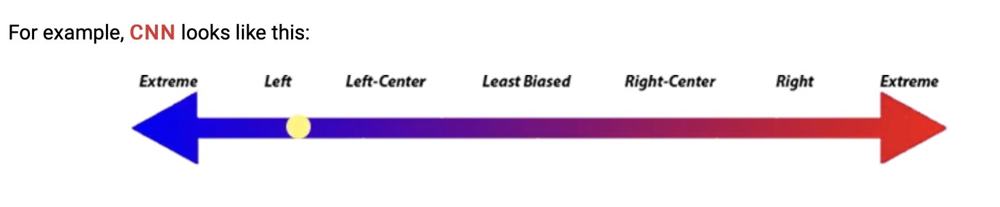 For example, CNN looks like this:
Extreme Left Left-Center Least Biased Right-Center Right Extreme